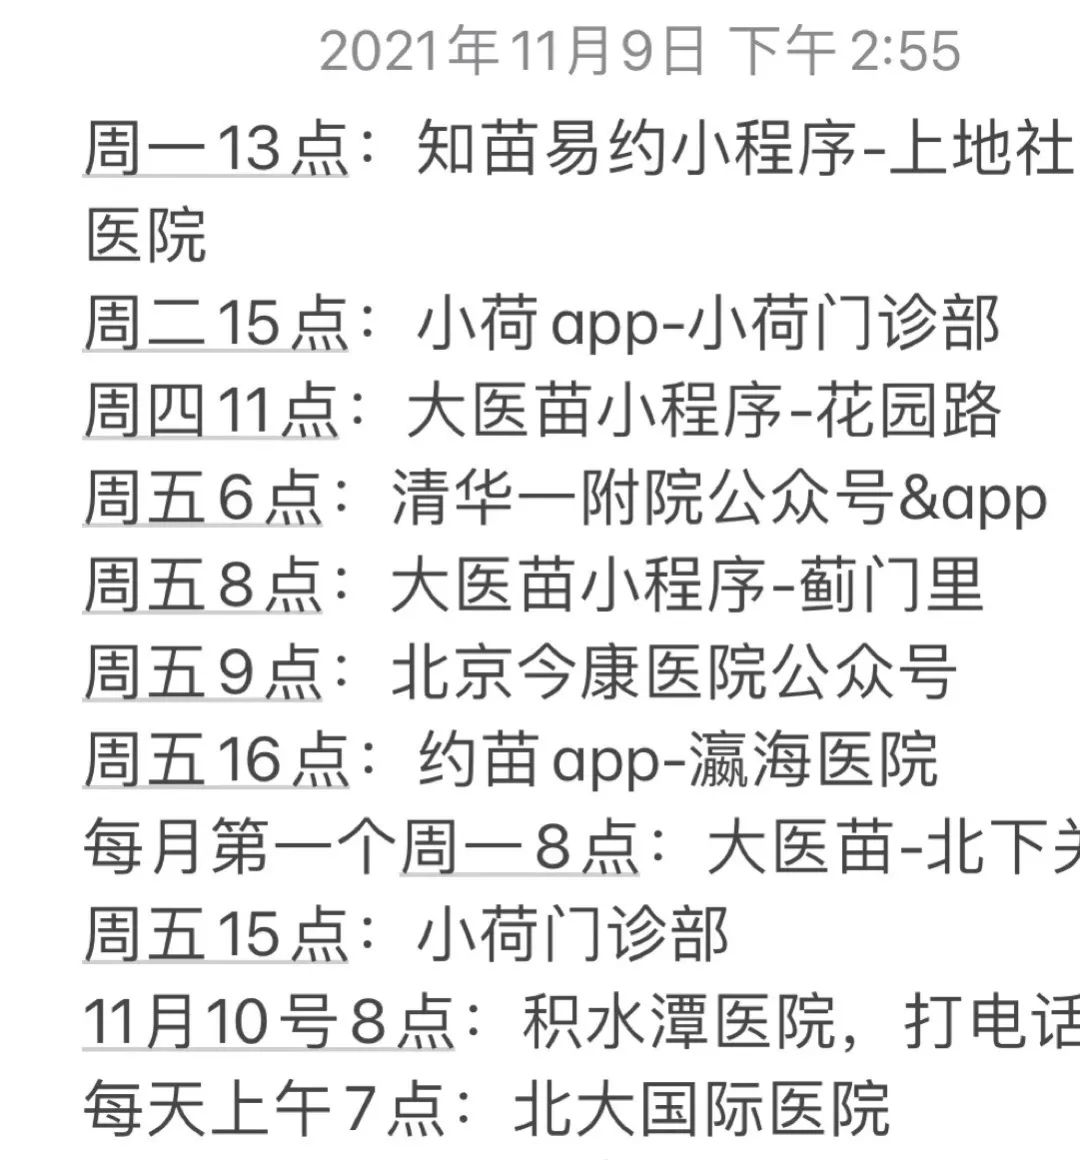 2021年11月9日 下午2:55
周一13点：知苗易约小程序-上地社
医院
周二15点：小荷app-小荷门诊部
周四11点：大医苗小程序-花园路
周五6点：清华一附院公众号&app
周五8点：大医苗小程序-蓟门里
周五9点：北京今康医院公众号
周五16点：约苗app-瀛海医院
每月第一个周一8点：大医苗-北下关
周五15点：小荷门诊部
11月10号8点：积水潭医院，打电话
每天上午7点：北大国际医院